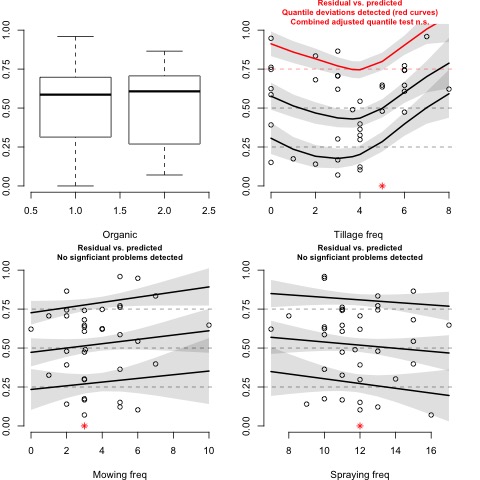 Residual vs. predicted
Quantile deviations detected (red curves)
Combined adjusted quantile test n.s.
0.00 0.25 0.50 0.75 1.00
0.5 1.0 1.5 2.0 2.5
Organic
0.00 0.25 0.50 0.75 1.00
0 2 4 6 8
Tillage freq
Residual vs. predicted
No signficiant problems detected
0.00 0.25 0.50 0.75 1.00
0 2 4 6 8 10
Mowing freq
Residual vs. predicted
No signficiant problems detected
0.00 0.25 0.50 0.75 1.00
8 10 12 14 16
Spraying freq